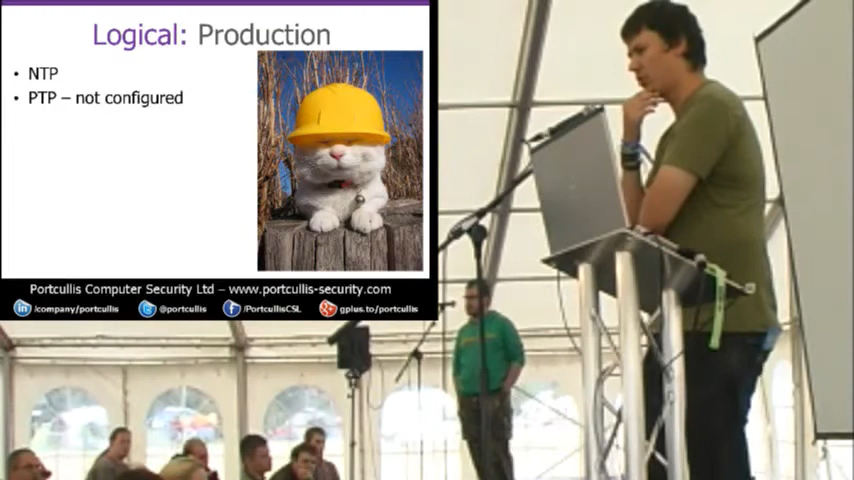 Logical: Production
• NTP
• PTP – not configured
Portcullis Computer Security Ltd – www.portcullis-security.com
/company/portcullis
@portcullis
/PortcullisCSL
gplus.to/portcullis